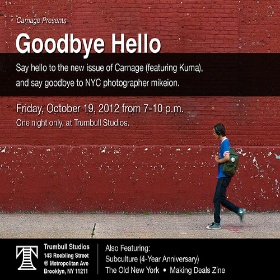 Carnage Presents
Goodbye Hello
Say hello to the new issue of Carnage (featuring Kuma),
and say goodbye to NYC photographer mikeion.
Friday, October 19, 2012 from 7-10 p.m.
One night only, at Trumbull Studios.
Trumbull Studios
143 Roebling Street
@ Metropolitan Ave
Brooklyn, NY 11211
Also Featuring:
Subculture (4-Year Anniversary)
The Old New York • Making Deals Zine